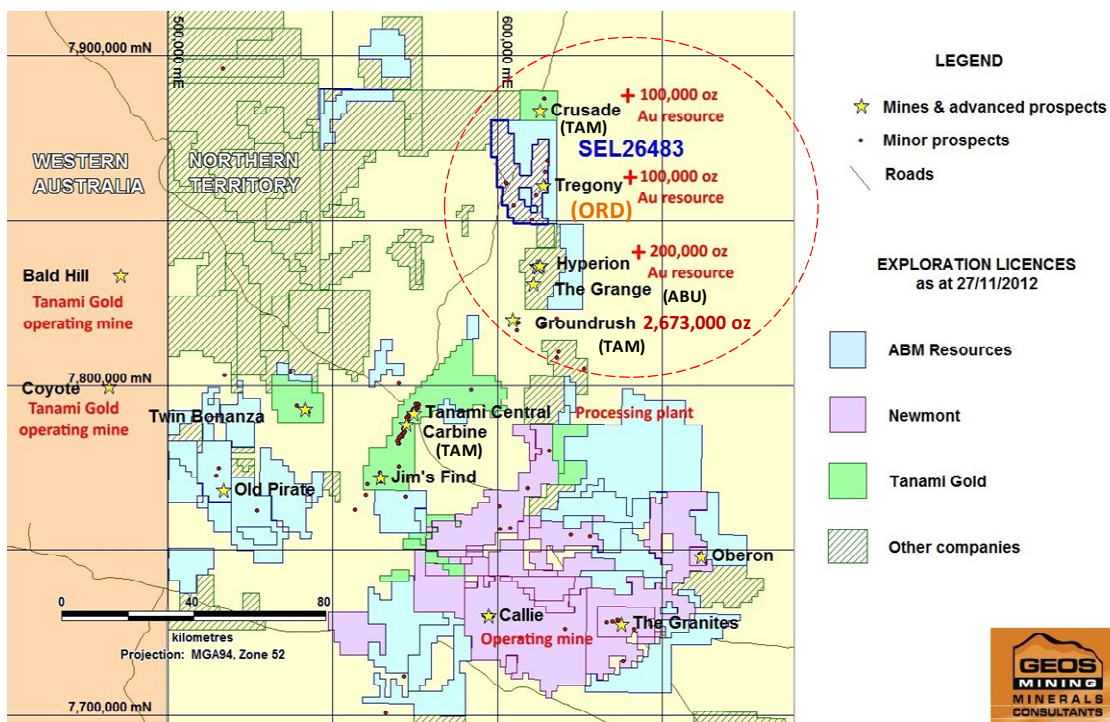 7,900,000 mN
500,000 mE
600,000 mE
WESTERN
AUSTRALIA
NORTHERN
TERRITORY
Crusade
(TAM)
+ 100,000 oz
Au resource
SEL26483
Tregony
(ORD)
+ 100,000 oz
Au resource
Hyperion
The Grange
(ABU)
+ 200,000 oz
Au resource
Groundrush 2,673,000 oz
(TAM)
Bald Hill
Tanami Gold
operating mine
7,800,000 mN
Coyote
Tanami Gold
operating mine
Twin Bonanza
Tanami Central
Carbine
(TAM)
Processing plant
Jim's Find
Old Pirate
Oberon
Callie
Operating mine
The Granites
0 40 80
kilometres
Projection: MGA94, Zone 52
7,700,000 mN
LEGEND
Mines & advanced prospects
Minor prospects
Roads
EXPLORATION LICENCES
as at 27/11/2012
ABM Resources
Newmont
Tanami Gold
Other companies
GEOS
MINING
MINERALS
CONSULTANTS